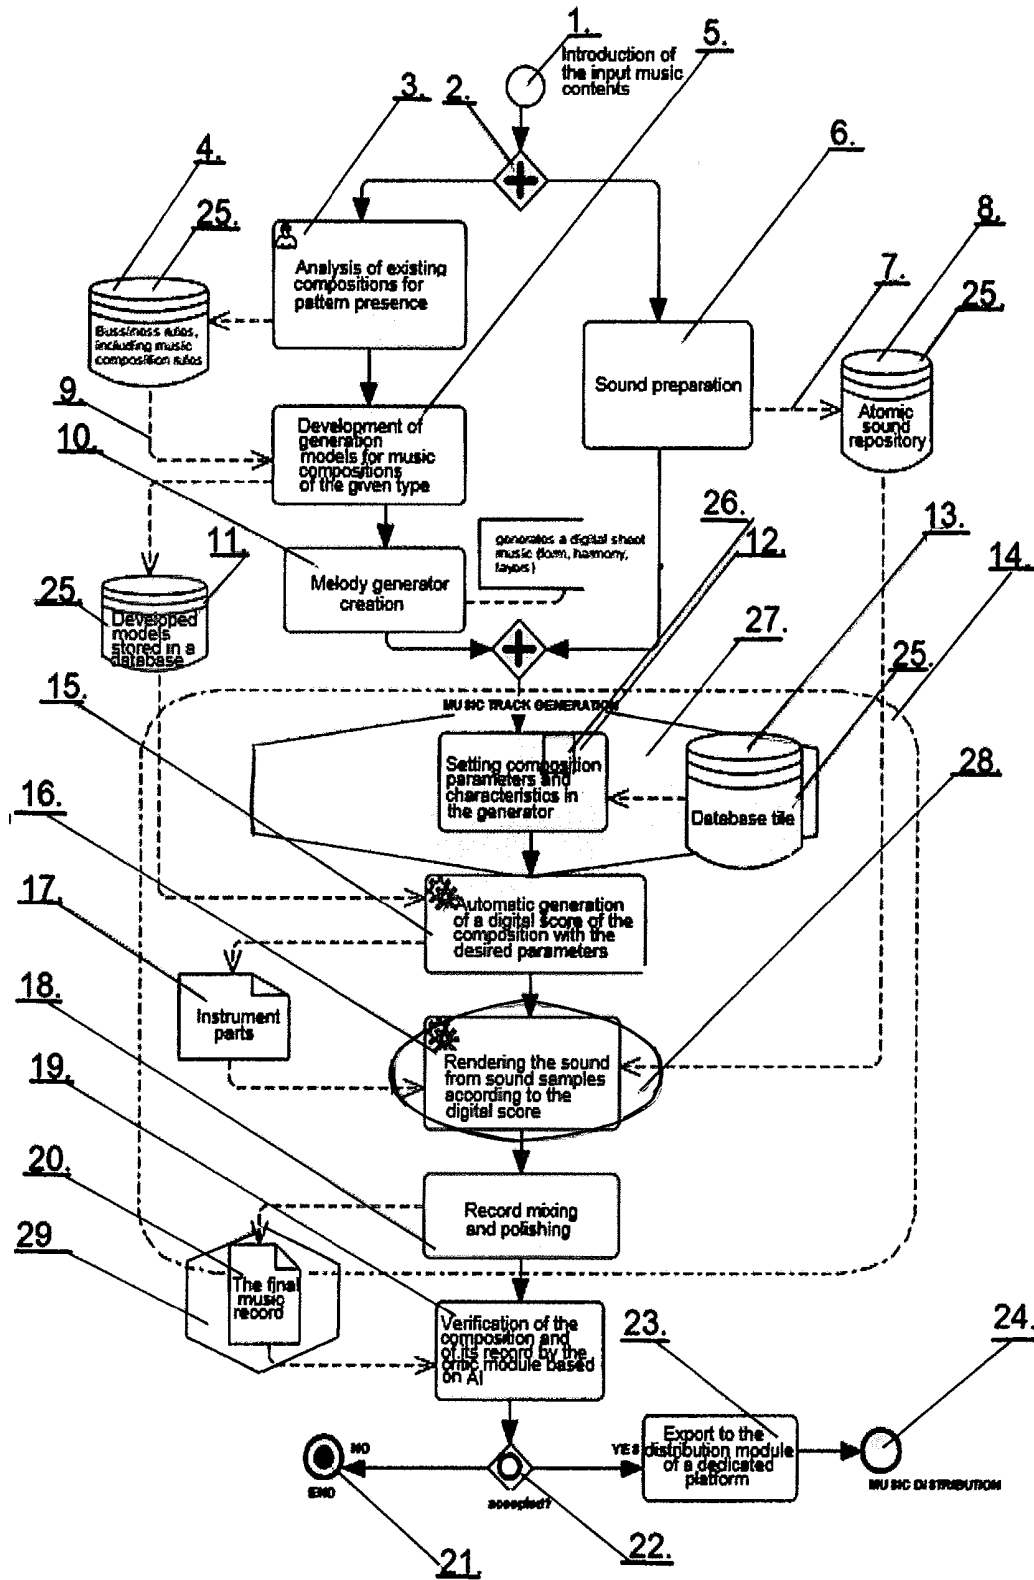 1.
Introduction of
the input music
contents
5.
3.
2.
4.
6.
25.
8.
7.
25.
Analysis of existing
compositions for
pattern presence
Bussiness rules,
including music
composition rules
Sound preparation
Atomic
sound
repository
9.
10.
Development of
generation
models for music
compositions
of the given type
26.
12.
13.
14.
11.
generates a digital sheet
music (form, harmony,
layers)
Melody generator
creation
25.
Developed
models
stored in a
database
27.
25.
15.
MUSIC TRACK GENERATION
Setting composition
parameters and
characteristics in
the generator
Database tile
28.
16.
17.
Automatic generation
of a digital score of the
composition with the
desired parameters
18.
Instrument
parts
19.
Rendering the sound
from sound samples
according to the
digital score
20.
Record mixing
and polishing
29
The final
music
record
Verification of the
composition and
of its record by the
critic module based
on AI
23.
24.
NO
END
YES
accepted?
Export to the
distribution module
of a dedicated
platform
MUSIC DISTRIBUTION
21.
22.